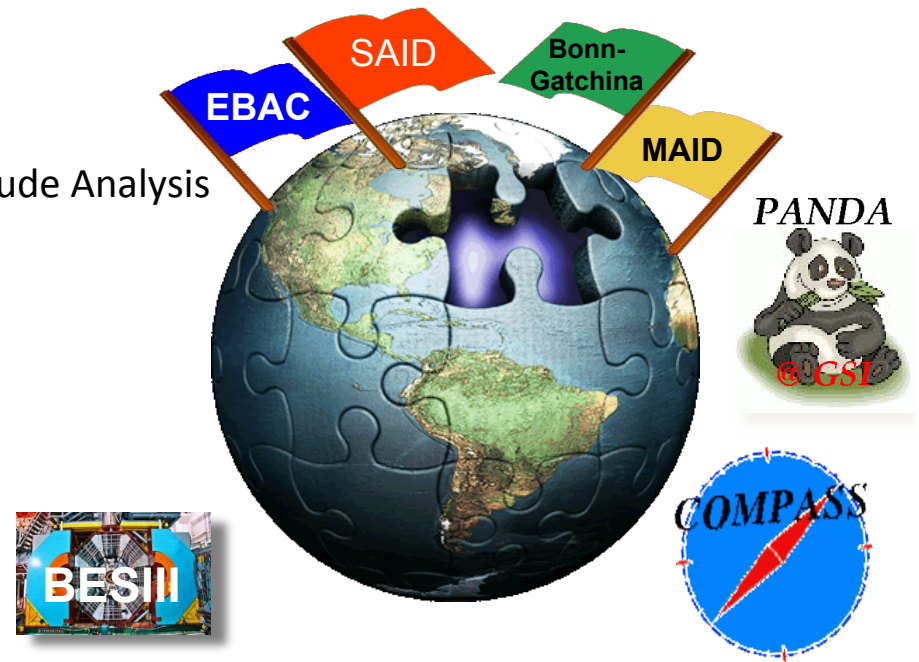 SAID
Bonn-
Gatchina
EBAC
MAID
ude Analysis
PANDA
@ GSI
COMPASS
BESIII